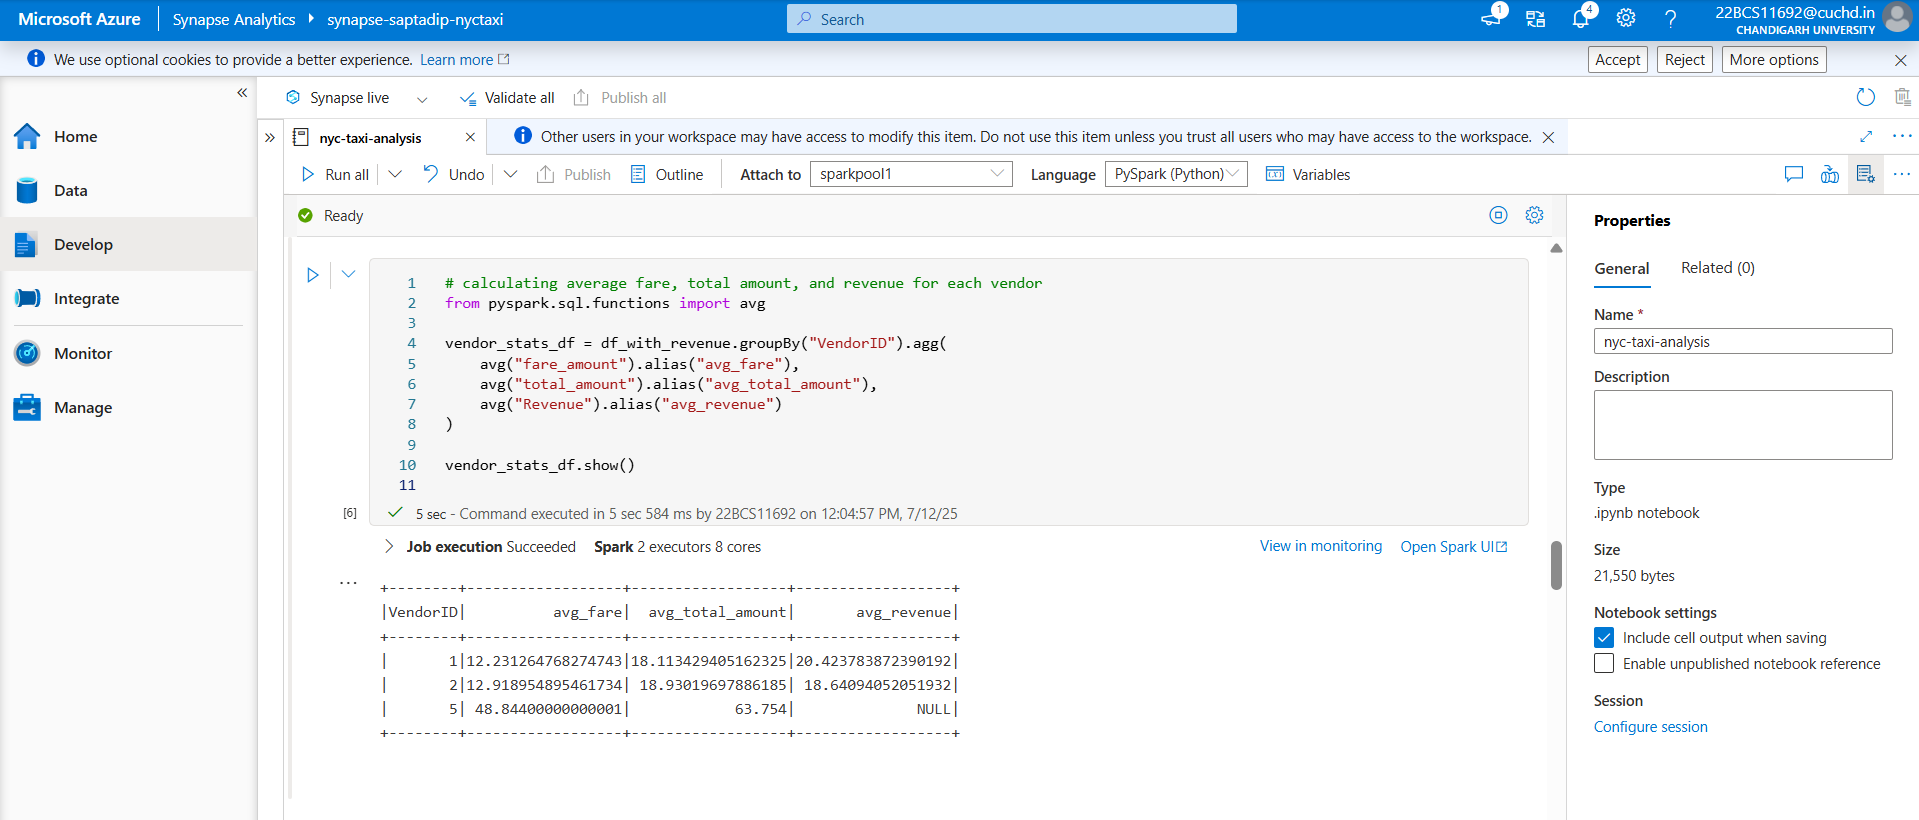 Microsoft Azure
Synapse Analytics
synapse-saptadip-nyctaxi
Search
1
4
22BCS11692@cuchd.in
CHANDIGARH UNIVERSITY
We use optional cookies to provide a better experience. Learn more
Accept
Reject
More options
Synapse live
Validate all
Publish all
Home
Data
Develop
Integrate
Monitor
Manage
nyc-taxi-analysis
Other users in your workspace may have access to modify this item. Do not use this item unless you trust all users who may have access to the workspace.
Run all
Undo
Publish
Outline
Attach to
sparkpool1
Language
PySpark (Python)
Variables
Ready
1 # calculating average fare, total amount, and revenue for each vendor
2 from pyspark.sql.functions import avg
3
4 vendor_stats_df = df_with_revenue.groupBy("VendorID").agg(
5     avg("fare_amount").alias("avg_fare"),
6     avg("total_amount").alias("avg_total_amount"),
7     avg("Revenue").alias("avg_revenue")
8 )
9
10 vendor_stats_df.show()
11
[6]
5 sec - Command executed in 5 sec 584 ms by 22BCS11692 on 12:04:57 PM, 7/12/25
Job execution Succeeded Spark 2 executors 8 cores
View in monitoring
Open Spark UI
+--------+------------------+------------------+------------------+
|VendorID|          avg_fare|  avg_total_amount|       avg_revenue|
+--------+------------------+------------------+------------------+
|       1|12.231264768274743|18.113429405162325|20.423783872390192|
|       2|12.918954895461734| 18.93019697886185| 18.64094052051932|
|       5| 48.84400000000001|            63.754|              NULL|
+--------+------------------+------------------+------------------+
Properties
General
Related (0)
Name *
nyc-taxi-analysis
Description
Type
.ipynb notebook
Size
21,550 bytes
Notebook settings
Include cell output when saving
Enable unpublished notebook reference
Session
Configure session